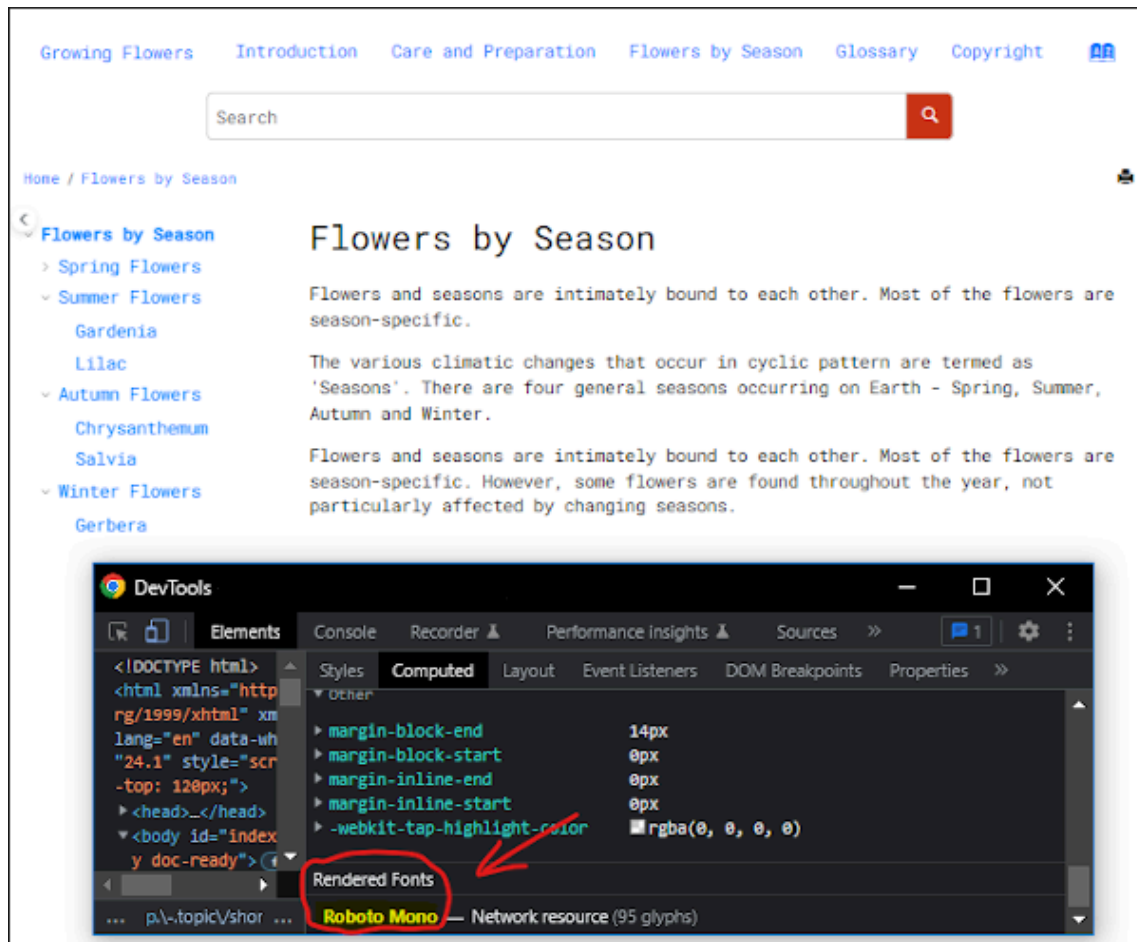 Growing Flowers Introduction Care and Preparation Flowers by Season Glossary Copyright
Search
Home / Flowers by Season
Flowers by Season
Spring Flowers
Summer Flowers
Gardenia
Lilac
Autumn Flowers
Chrysanthemum
Salvia
Winter Flowers
Gerbera
Flowers by Season
Flowers and seasons are intimately bound to each other. Most of the flowers are
season-specific.
The various climatic changes that occur in cyclic pattern are termed as
'Seasons'. There are four general seasons occurring on Earth - Spring, Summer,
Autumn and Winter.
Flowers and seasons are intimately bound to each other. Most of the flowers are
season-specific. However, some flowers are found throughout the year, not
particularly affected by changing seasons.
DevTools
Elements Console Recorder Performance insights Sources » 1
<!DOCTYPE html>
<html xmlns="http
rg/1999/xhtml" xm
lang="en" data-wh
"24.1" style="scr
-top: 120px;">
<head>…</head>
<body id="index
y doc-ready">
... p.\-.topic\/shor ...
Styles Computed Layout Event Listeners DOM Breakpoints Properties »
Other
margin-block-end 14px
margin-block-start 0px
margin-inline-end 0px
margin-inline-start 0px
-webkit-tap-highlight-color rgba(0, 0, 0, 0)
Rendered Fonts
Roboto Mono — Network resource (95 glyphs)